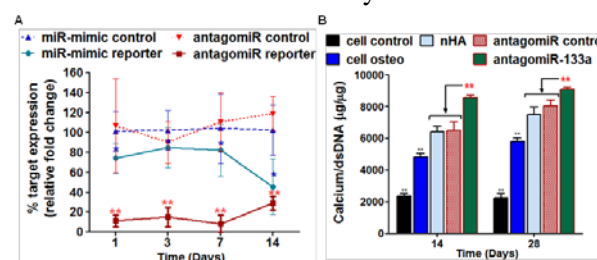 y
A
miR-mimic control antagomiR control
miR-mimic reporter antagomiR reporter
% target expression
(relative fold change)
160
140
120
100
80
60
40
20
0
* * *
** ** ** **
1 3 7 14
Time (Days)
B
cell control nHA antagomiR control
cell osteo antagomiR-133a
Calcium/dsDNA (µg/µg)
10000
8000
6000
4000
2000
0
** **
** ** ** **
14 28
Time (Days)